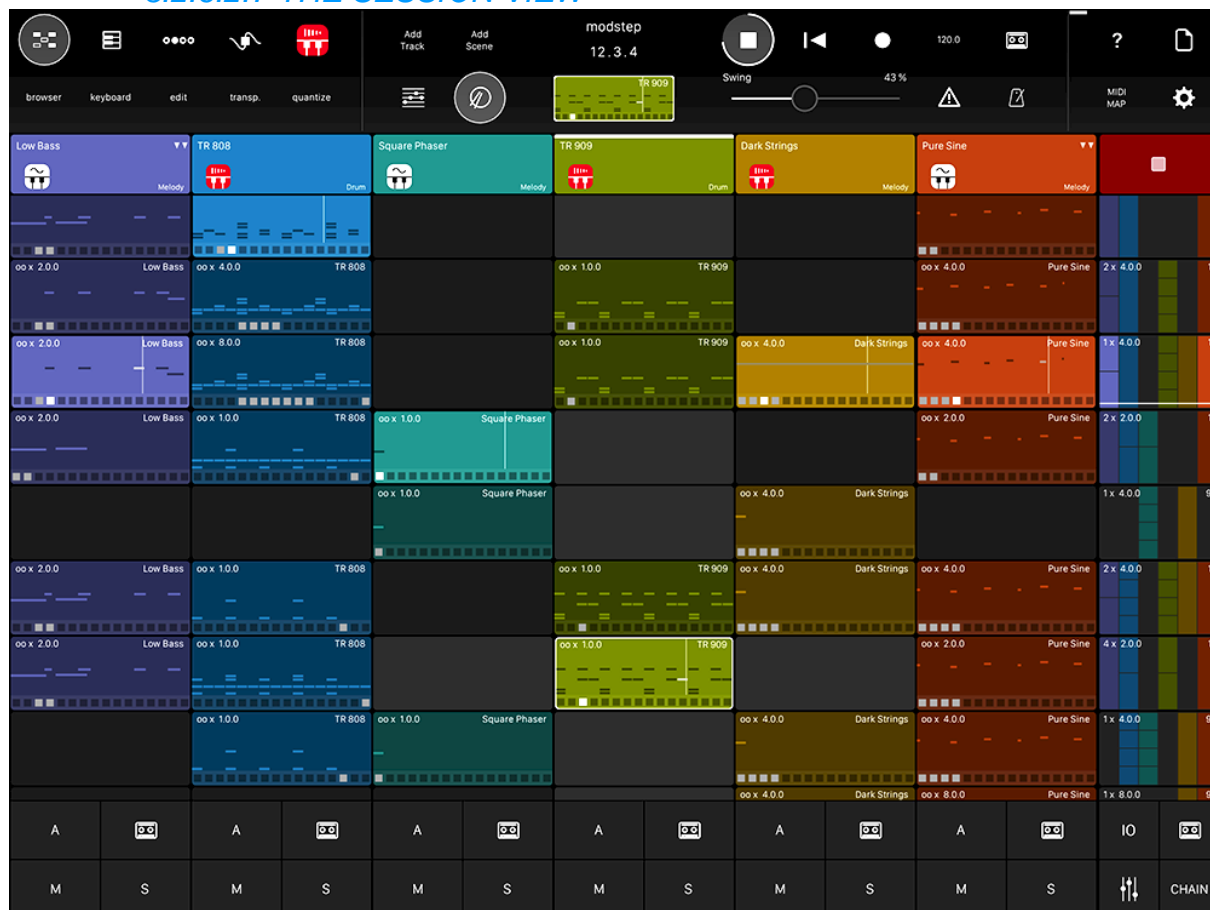 Add Track
Add Scene
modstep
12.3.4
120.0
?
browser keyboard edit transp. quantize
TR 909
Swing 43 %
MIDI MAP
Low Bass Melody
TR 808 Drum
Square Phaser Melody
TR 909 Drum
Dark Strings Melody
Pure Sine Melody
oo x 2.0.0 Low Bass oo x 4.0.0 TR 808 oo x 1.0.0 TR 909 oo x 4.0.0 Pure Sine 2 x 4.0.0
oo x 2.0.0 Low Bass oo x 8.0.0 TR 808 oo x 1.0.0 TR 909 oo x 4.0.0 Dark Strings oo x 4.0.0 Pure Sine 1 x 4.0.0
oo x 2.0.0 Low Bass oo x 1.0.0 TR 808 oo x 1.0.0 Square Phaser oo x 2.0.0 Pure Sine 2 x 2.0.0
oo x 1.0.0 Square Phaser oo x 4.0.0 Dark Strings 1 x 4.0.0
oo x 2.0.0 Low Bass oo x 1.0.0 TR 808 oo x 1.0.0 TR 909 oo x 4.0.0 Dark Strings oo x 4.0.0 Pure Sine 2 x 4.0.0
oo x 2.0.0 Low Bass oo x 1.0.0 TR 808 oo x 1.0.0 TR 909 oo x 2.0.0 Pure Sine 4 x 2.0.0
oo x 1.0.0 TR 808 oo x 1.0.0 Square Phaser oo x 4.0.0 Dark Strings oo x 4.0.0 Pure Sine 1 x 4.0.0
oo x 4.0.0 Dark Strings oo x 8.0.0 Pure Sine 1 x 8.0.0
A A A A A A IO
M S M S M S M S M S M S CHAIN